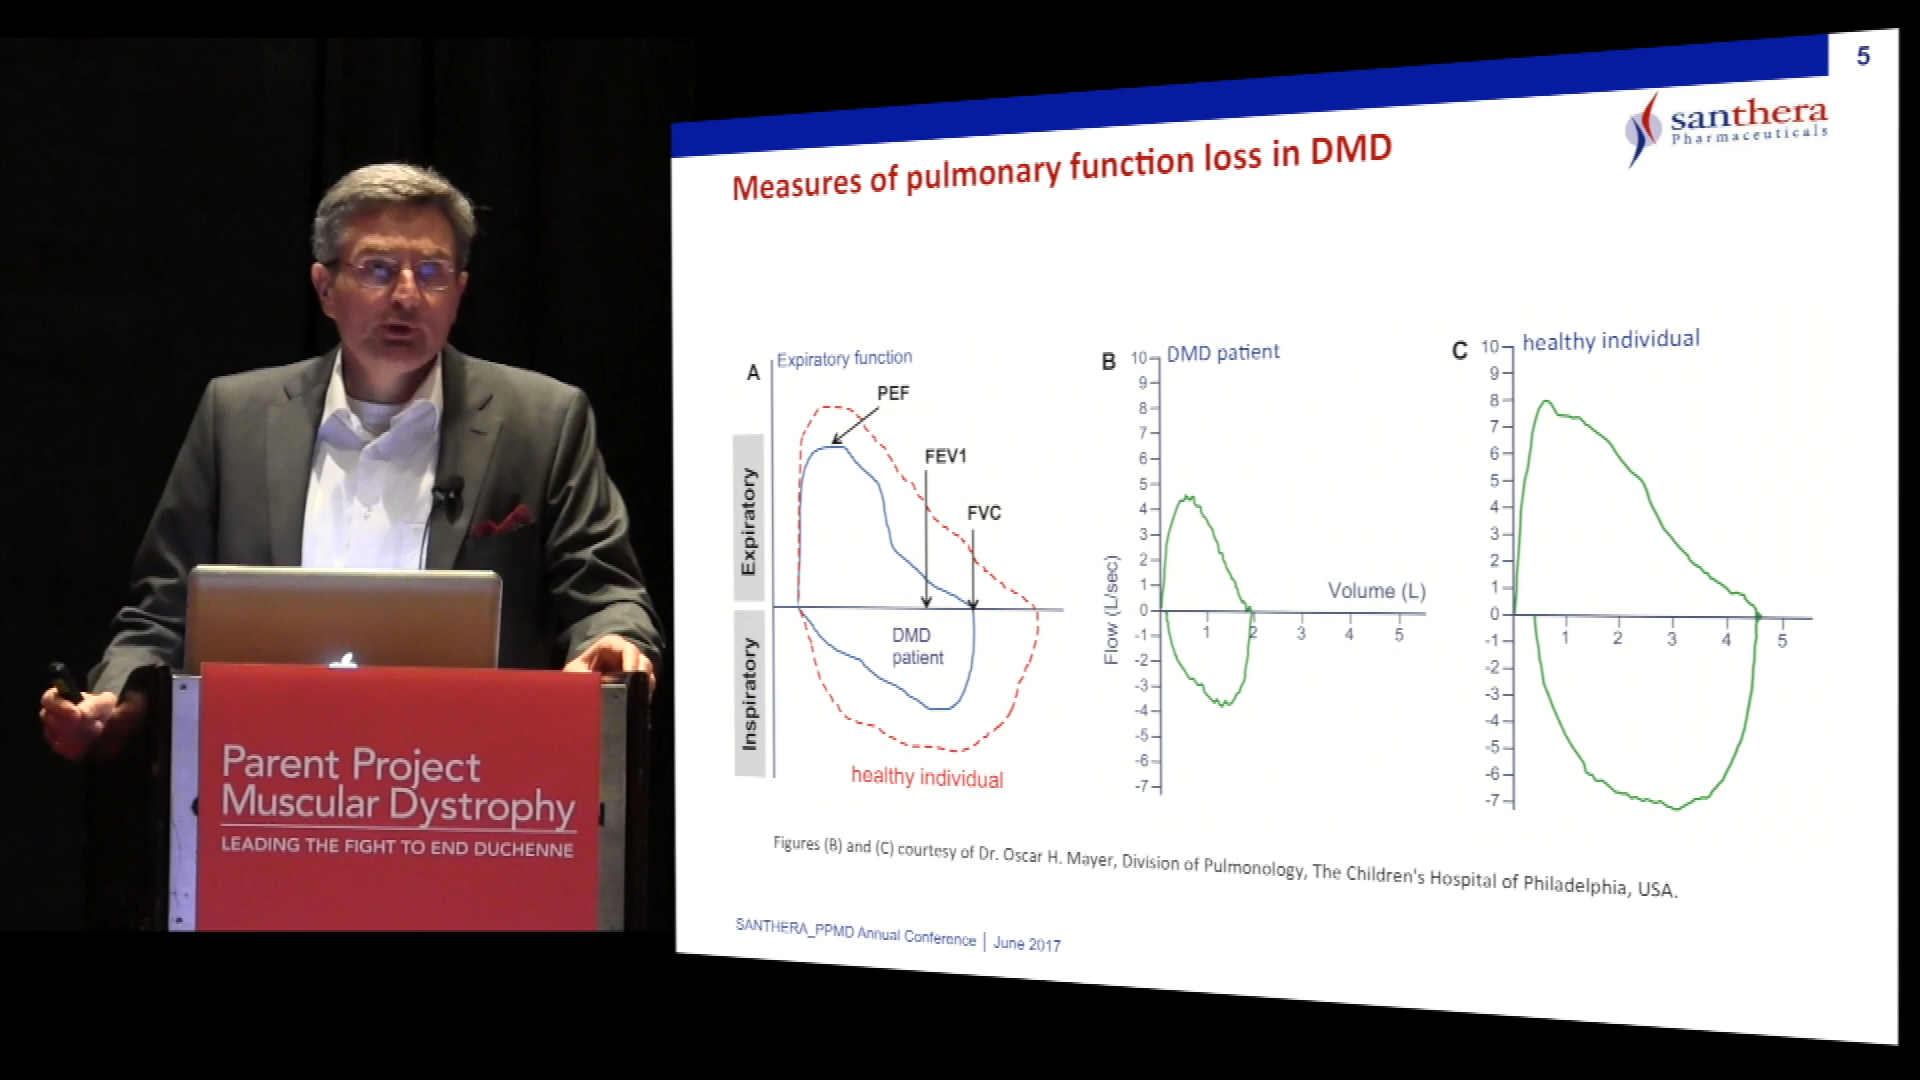 5
santhera
Pharmaceuticals
Measures of pulmonary function loss in DMD
A
Expiratory function
PEF
FEV1
FVC
Expiratory
Inspiratory
DMD
patient
healthy individual
B
DMD patient
10
9
8
7
6
5
4
3
2
1
0
-1
-2
-3
-4
-5
-6
-7
Flow (L/sec)
Volume (L)
1 2 3 4 5
C
healthy individual
10
9
8
7
6
5
4
3
2
1
0
-1
-2
-3
-4
-5
-6
-7
1 2 3 4 5
Figures (B) and (C) courtesy of Dr. Oscar H. Mayer, Division of Pulmonology, The Children's Hospital of Philadelphia, USA.
SANTHERA_PPMD Annual Conference | June 2017
Parent Project
Muscular Dystrophy
LEADING THE FIGHT TO END DUCHENNE